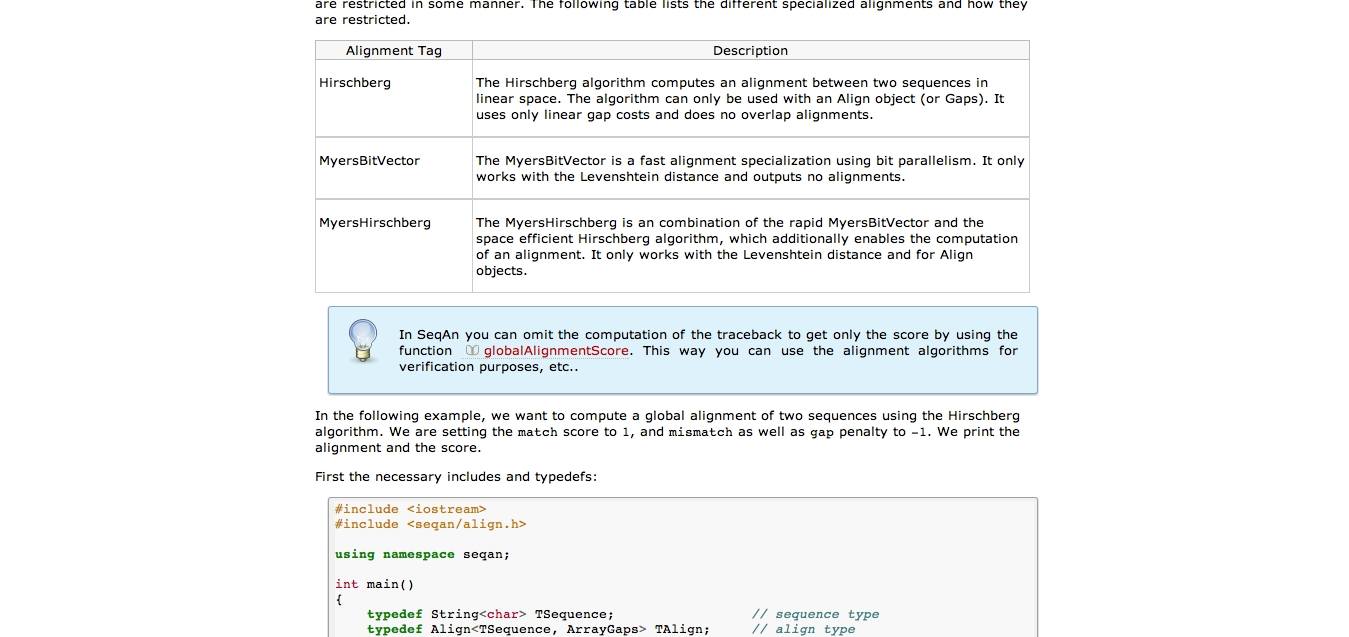 are restricted in some manner. The following table lists the different specialized alignments and how they
are restricted.
Alignment Tag Description
Hirschberg The Hirschberg algorithm computes an alignment between two sequences in
linear space. The algorithm can only be used with an Align object (or Gaps). It
uses only linear gap costs and does no overlap alignments.
MyersBitVector The MyersBitVector is a fast alignment specialization using bit parallelism. It only
works with the Levenshtein distance and outputs no alignments.
MyersHirschberg The MyersHirschberg is an combination of the rapid MyersBitVector and the
space efficient Hirschberg algorithm, which additionally enables the computation
of an alignment. It only works with the Levenshtein distance and for Align
objects.
In SeqAn you can omit the computation of the traceback to get only the score by using the
function globalAlignmentScore. This way you can use the alignment algorithms for
verification purposes, etc..
In the following example, we want to compute a global alignment of two sequences using the Hirschberg
algorithm. We are setting the match score to 1, and mismatch as well as gap penalty to -1. We print the
alignment and the score.
First the necessary includes and typedefs:
#include <iostream>
#include <seqan/align.h>
using namespace seqan;
int main()
{
typedef String<char> TSequence; // sequence type
typedef Align<TSequence, ArrayGaps> TAlign; // align type